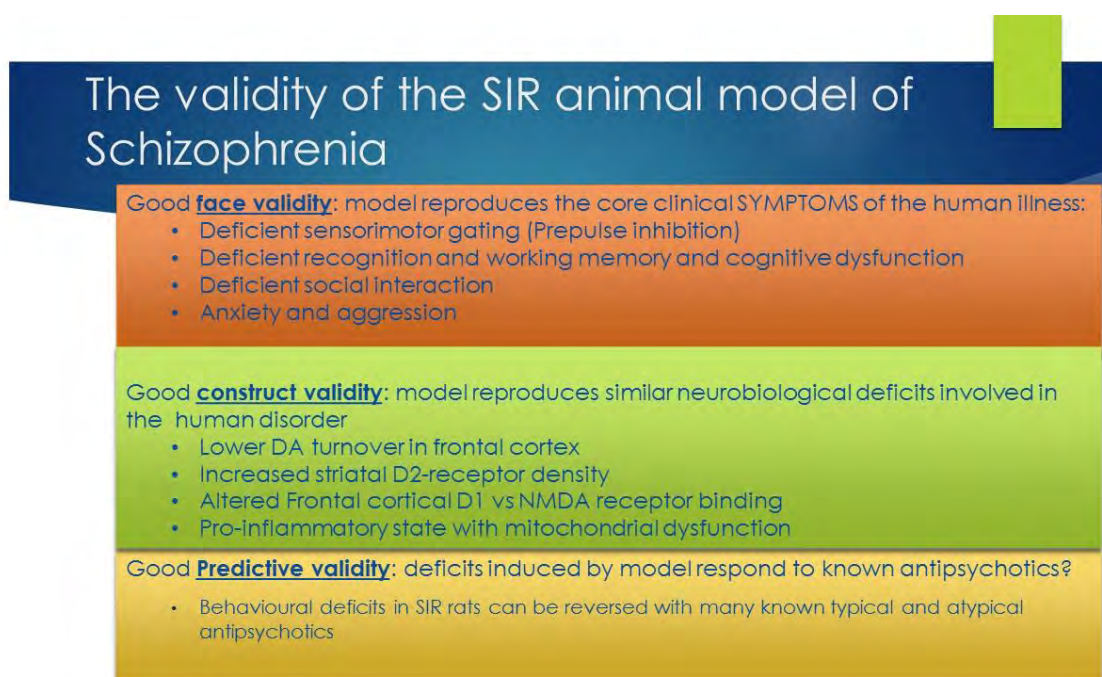 The validity of the SIR animal model of
Schizophrenia
Good face validity: model reproduces the core clinical SYMPTOMS of the human illness:
• Deficient sensorimotor gating (Prepulse inhibition)
• Deficient recognition and working memory and cognitive dysfunction
• Deficient social interaction
• Anxiety and aggression
Good construct validity: model reproduces similar neurobiological deficits involved in
the human disorder
• Lower DA turnover in frontal cortex
• Increased striatal D2-receptor density
• Altered Frontal cortical D1 vs NMDA receptor binding
• Pro-inflammatory state with mitochondrial dysfunction
Good Predictive validity: deficits induced by model respond to known antipsychotics?
• Behavioural deficits in SIR rats can be reversed with many known typical and atypical
antipsychotics